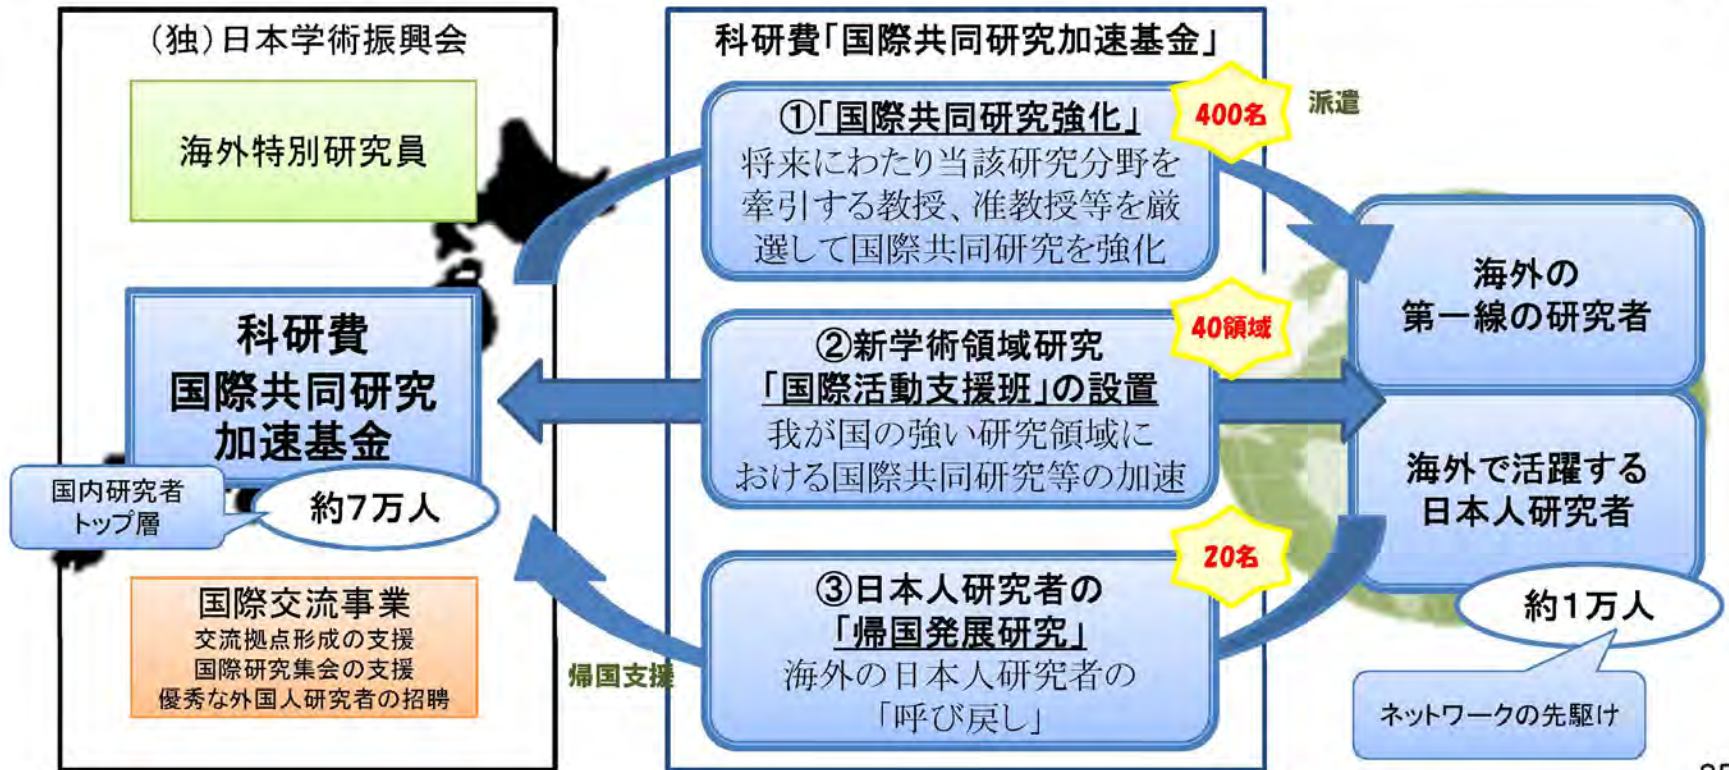 (独)日本学術振興会
海外特別研究員
科研費
国際共同研究
加速基金
国内研究者
トップ層
約7万人
国際交流事業
交流拠点形成の支援
国際研究集会の支援
優秀な外国人研究者の招聘
科研費「国際共同研究加速基金」
①「国際共同研究強化」
将来にわたり当該研究分野を
牽引する教授、准教授等を厳
選して国際共同研究を強化
400名
派遣
②新学術領域研究
「国際活動支援班」の設置
我が国の強い研究領域に
おける国際共同研究等の加速
40領域
③日本人研究者の
「帰国発展研究」
海外の日本人研究者の
「呼び戻し」
20名
帰国支援
海外の
第一線の研究者
海外で活躍する
日本人研究者
約1万人
ネットワークの先駆け